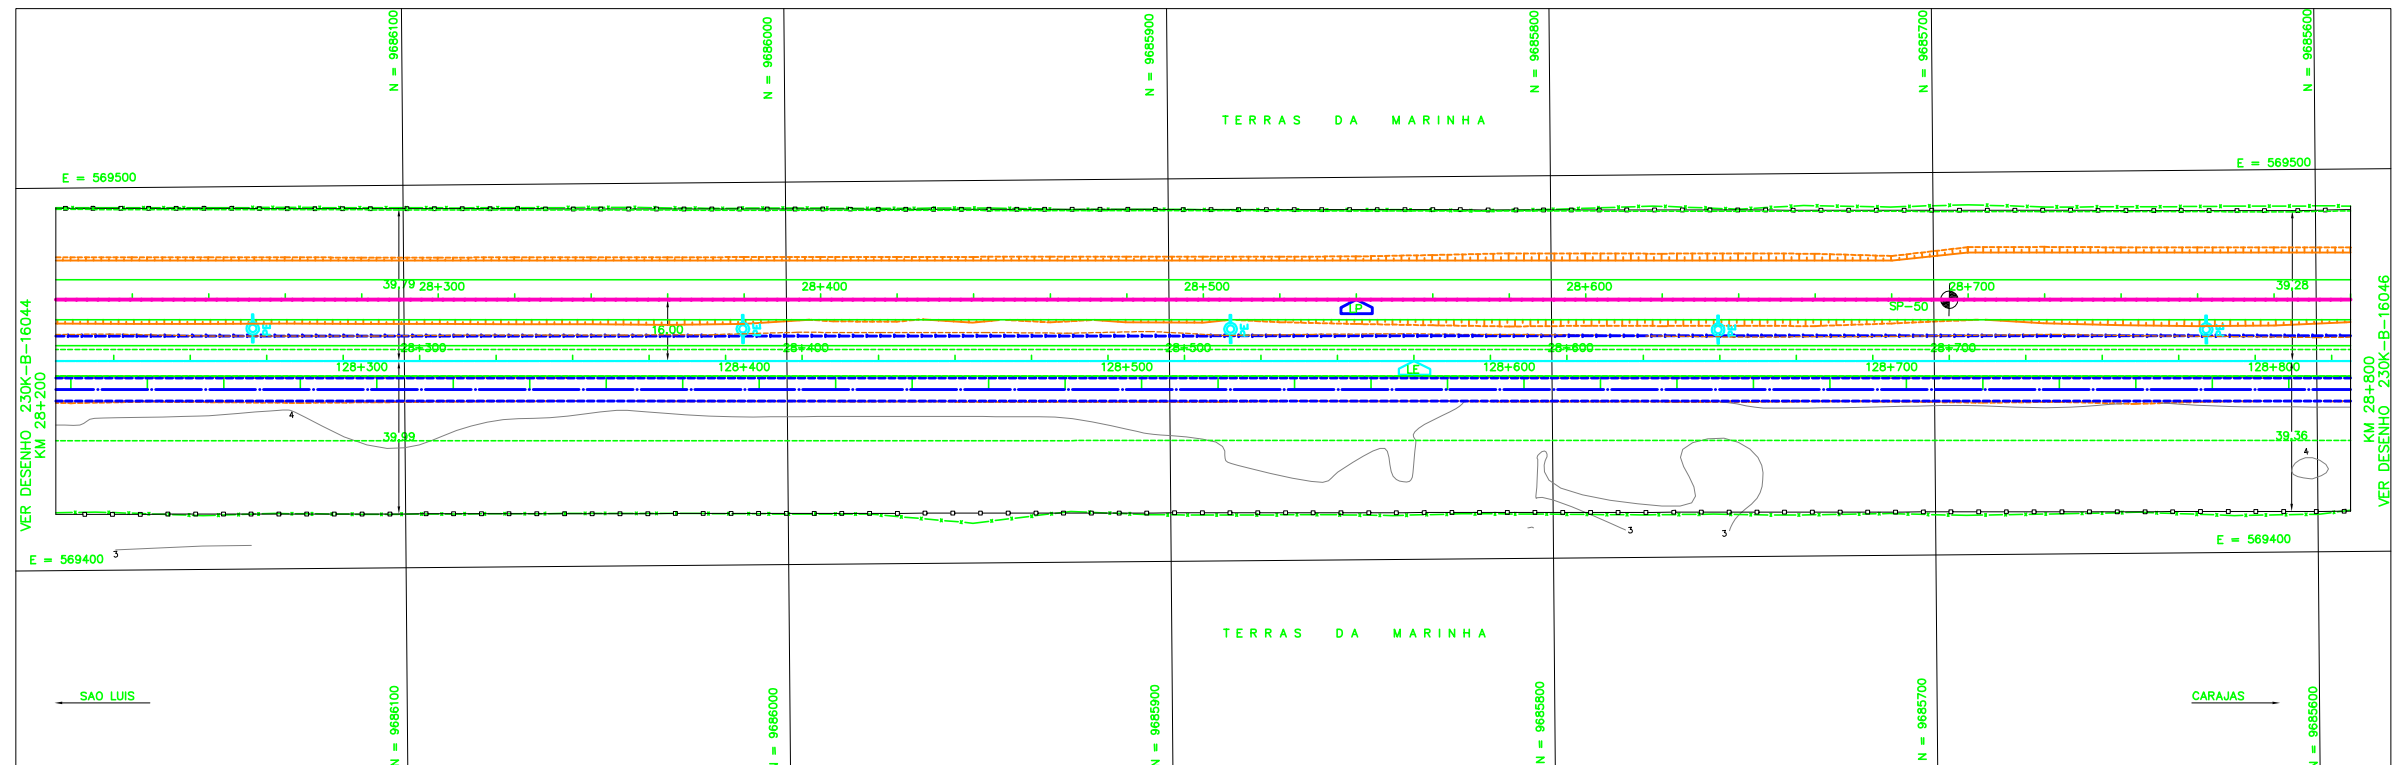 N = 9686100
N = 9686000
N = 9685900
N = 9685800
N = 9685700
N = 9685600
TERRAS DA MARINHA
E = 569500
E = 569500
39,79
28+300
28+400
28+500
28+600
28+700
39.28
LP
SP-50
16.00
28+300
28+400
28+500
28+600
28+700
128+300
128+400
128+500
LE
128+600
128+700
128+800
VER DESENHO 230K-B-16044
KM 28+200
KM 28+800
VER DESENHO 230K-B-16046
4
39.99
39.36
4
3
3
3
E = 569400
E = 569400
TERRAS DA MARINHA
SAO LUIS
CARAJAS
N = 9686100
N = 9686000
N = 9685900
N = 9685800
N = 9685700
N = 9685600